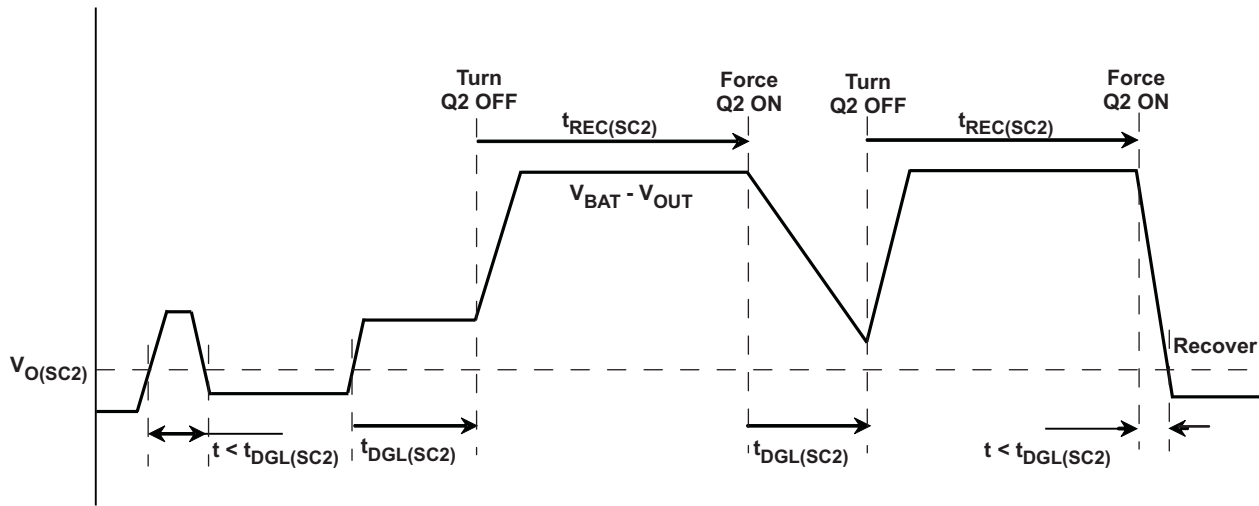 Turn
Q2 OFF
Force
Q2 ON
Turn
Q2 OFF
Force
Q2 ON
tREC(SC2)
tREC(SC2)
VBAT - VOUT
VO(SC2)
Recover
t < tDGL(SC2)
tDGL(SC2)
tDGL(SC2)
t < tDGL(SC2)